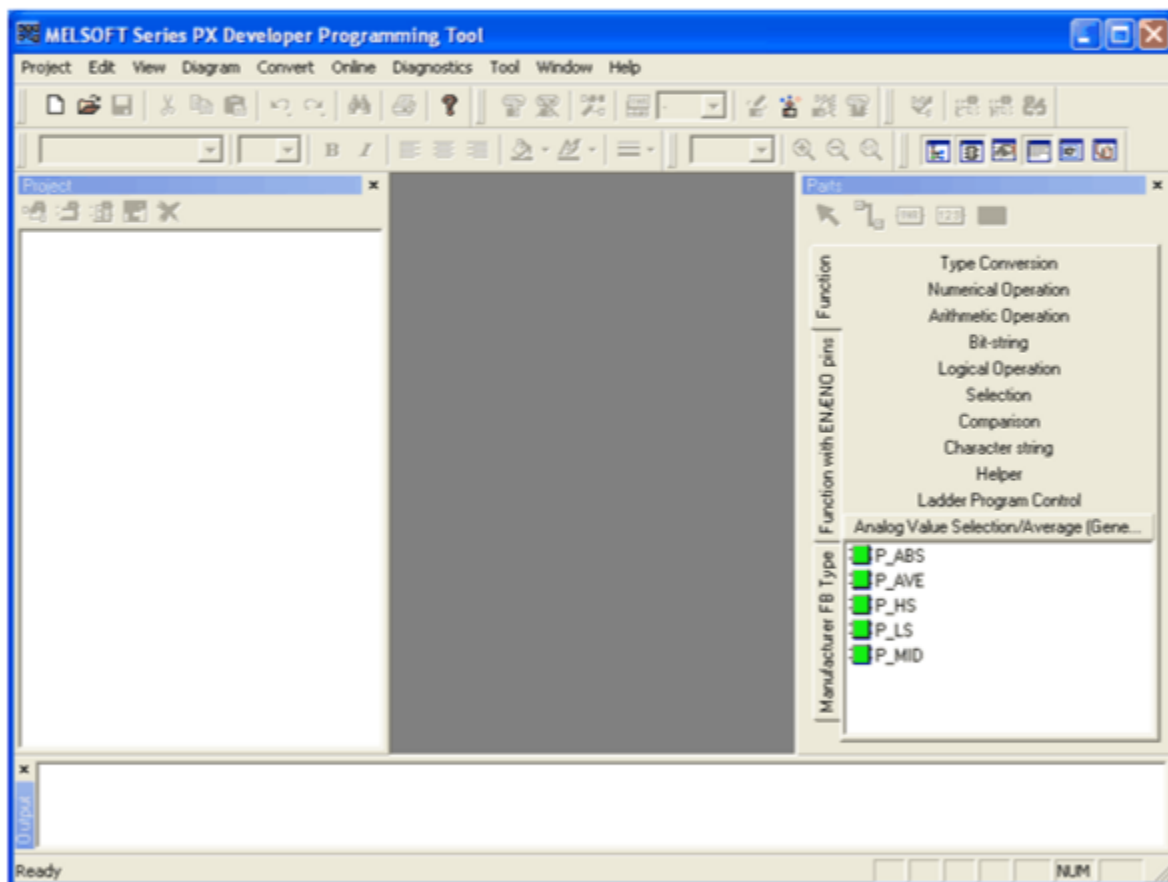 MELSOFT Series PX Developer Programming Tool
Project Edit View Diagram Convert Online Diagnostics Tool Window Help
B I
Project
Parts
Function
Function with EN/ENO pins
Manufacturer FB Type
Type Conversion
Numerical Operation
Arithmetic Operation
Bit-string
Logical Operation
Selection
Comparison
Character string
Helper
Ladder Program Control
Analog Value Selection/Average (Gene...
P_ABS
P_AVE
P_HS
P_LS
P_MID
Output
Ready
NUM